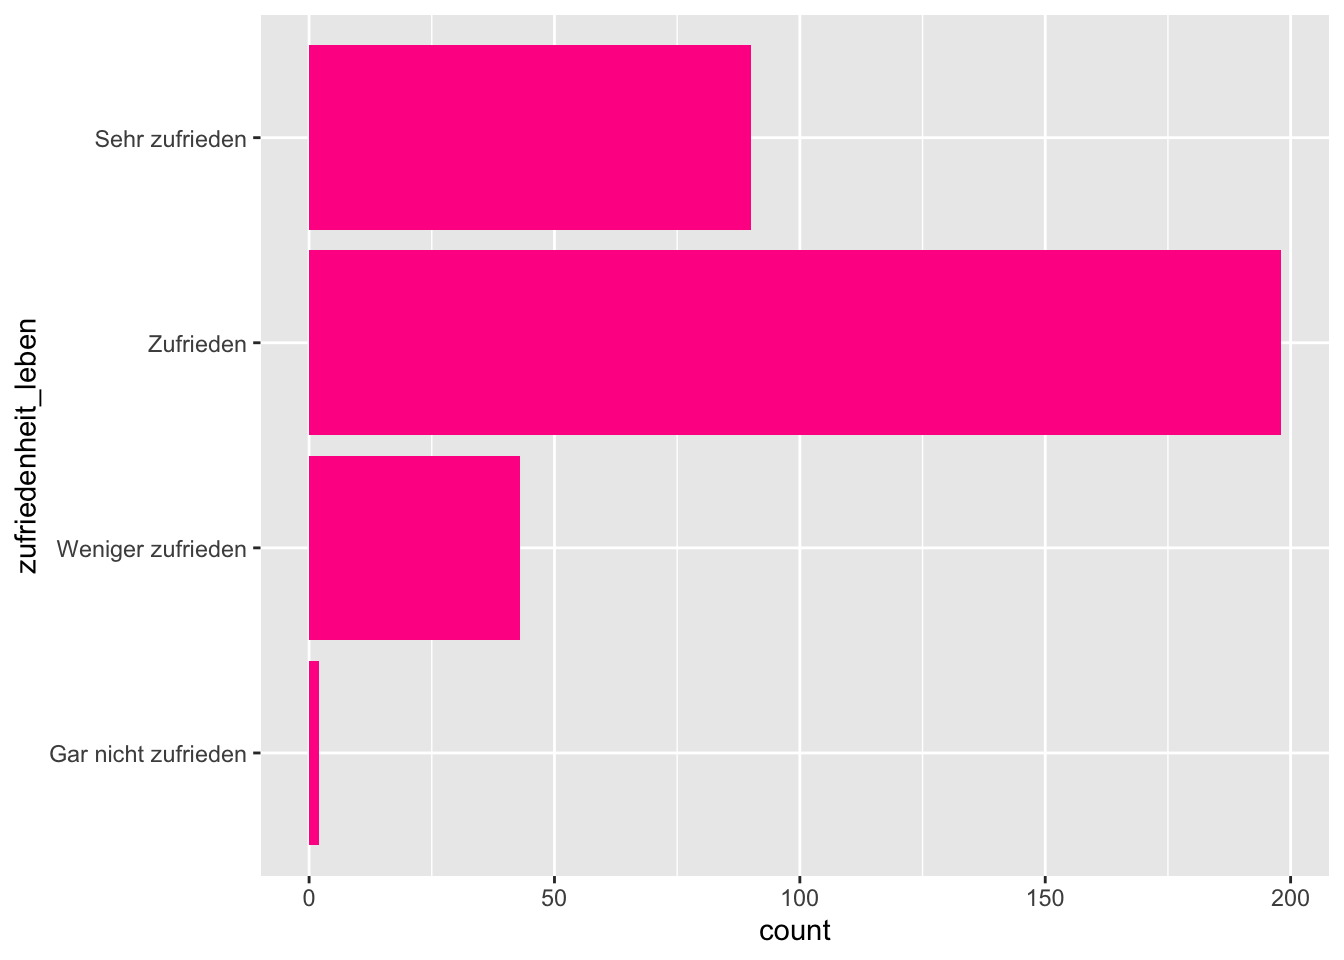 zufriedenheit_leben
Sehr zufrieden
Zufrieden
Weniger zufrieden
Gar nicht zufrieden
0 50 100 150 200
count